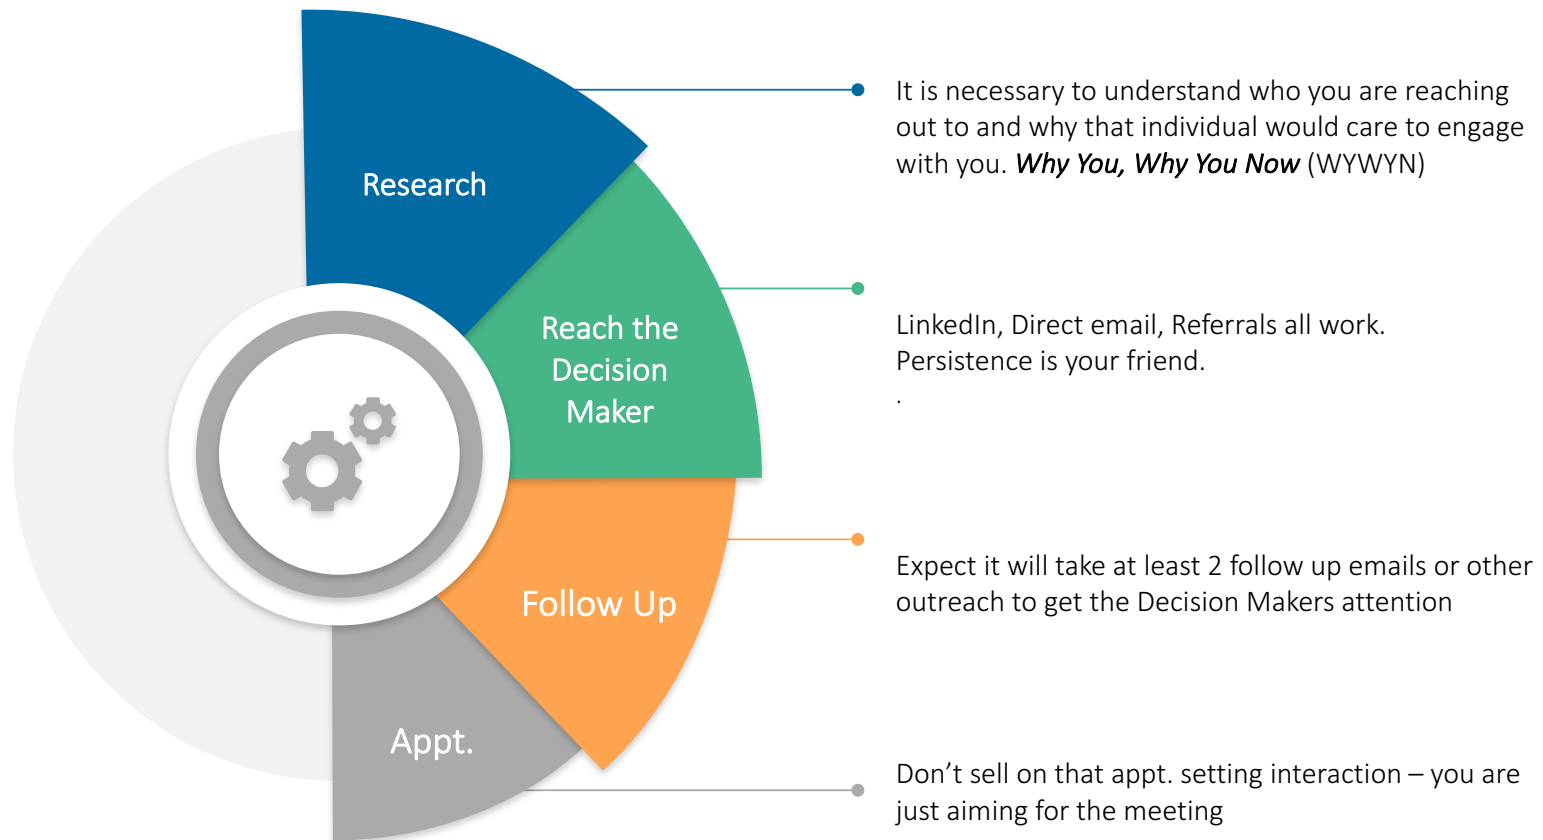 Research
It is necessary to understand who you are reaching
out to and why that individual would care to engage
with you. Why You, Why You Now (WYWYN)
Reach the
Decision
Maker
LinkedIn, Direct email, Referrals all work.
Persistence is your friend.
.
Follow Up
Expect it will take at least 2 follow up emails or other
outreach to get the Decision Makers attention
Appt.
Don’t sell on that appt. setting interaction – you are
just aiming for the meeting